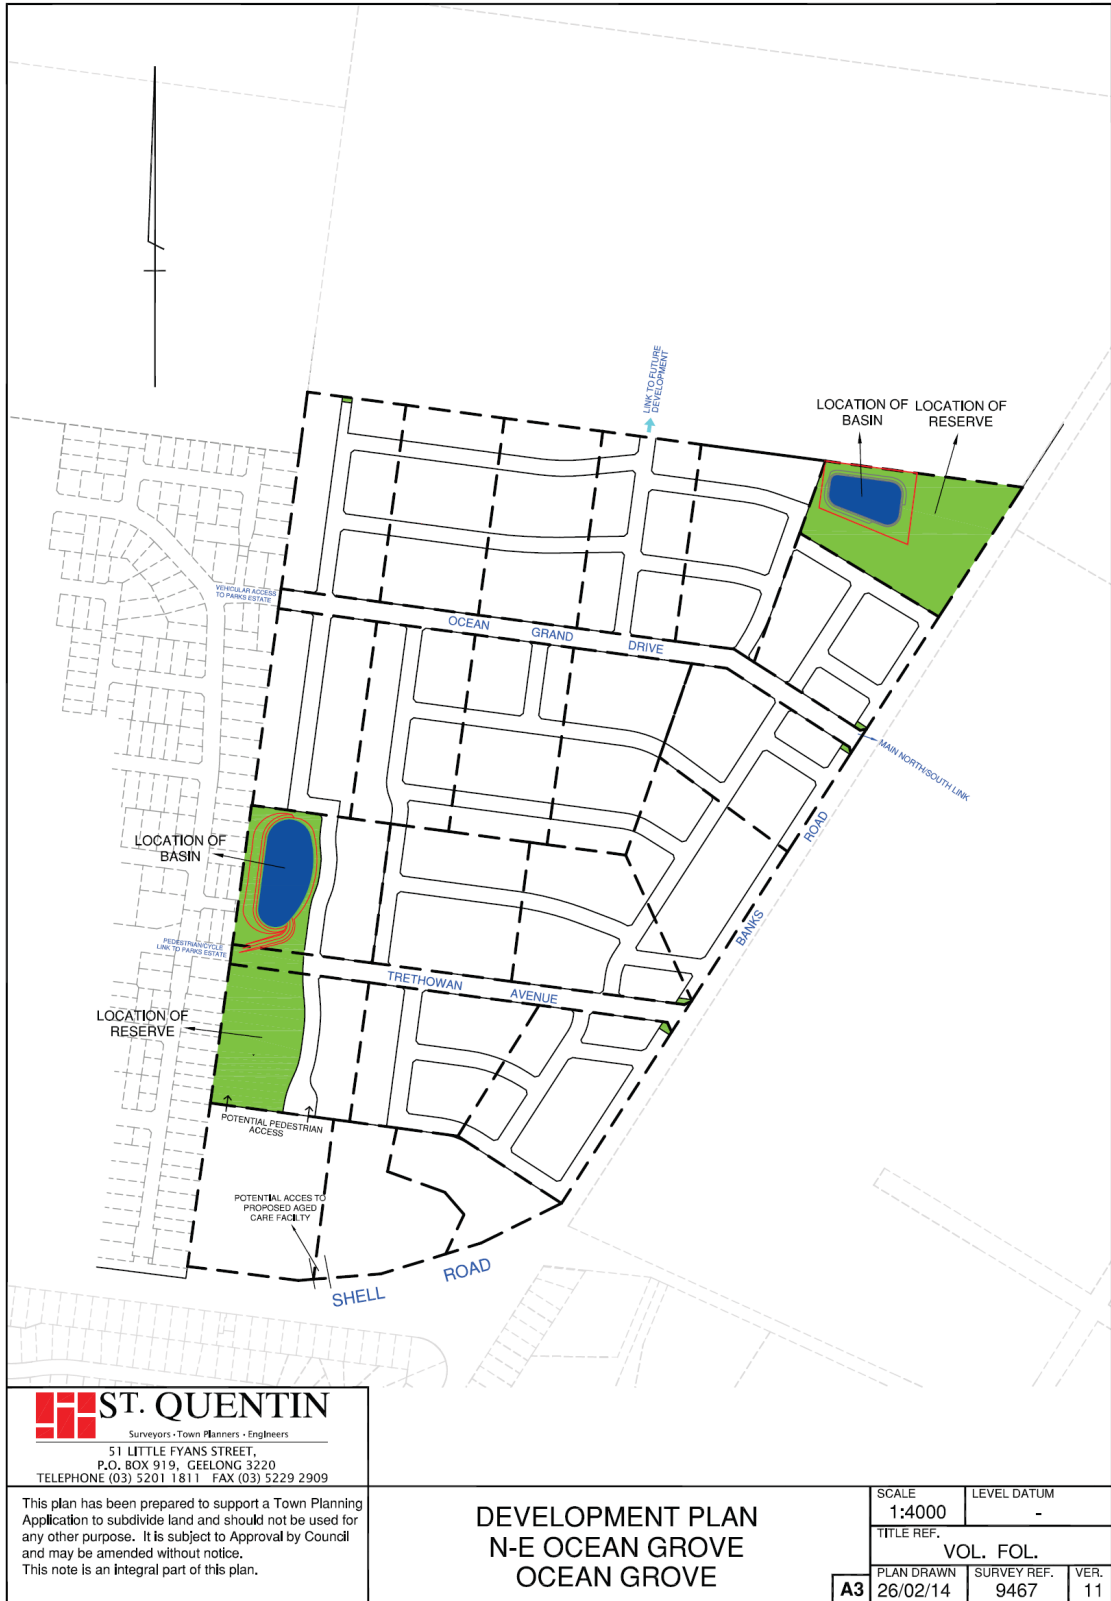 LINK TO FUTURE
DEVELOPMENT
LOCATION OF
BASIN
LOCATION OF
RESERVE
VEHICULAR ACCESS
TO PARKS ESTATE
OCEAN GRAND DRIVE
MAIN NORTH/SOUTH LINK
BANKS ROAD
LOCATION OF
BASIN
PEDESTRIAN/CYCLE
LINK TO PARKS ESTATE
TRETHOWAN AVENUE
LOCATION OF
RESERVE
POTENTIAL PEDESTRIAN
ACCESS
POTENTIAL ACCES TO
PROPOSED AGED
CARE FACILTY
SHELL ROAD
ST. QUENTIN
Surveyors · Town Planners · Engineers
51 LITTLE FYANS STREET,
P.O. BOX 919, GEELONG 3220
TELEPHONE (03) 5201 1811 FAX (03) 5229 2909
This plan has been prepared to support a Town Planning
Application to subdivide land and should not be used for
any other purpose. It is subject to Approval by Council
and may be amended without notice.
This note is an integral part of this plan.
DEVELOPMENT PLAN
N-E OCEAN GROVE
OCEAN GROVE
A3
SCALE
1:4000
LEVEL DATUM
-
TITLE REF.
VOL. FOL.
PLAN DRAWN
26/02/14
SURVEY REF.
9467
VER.
11